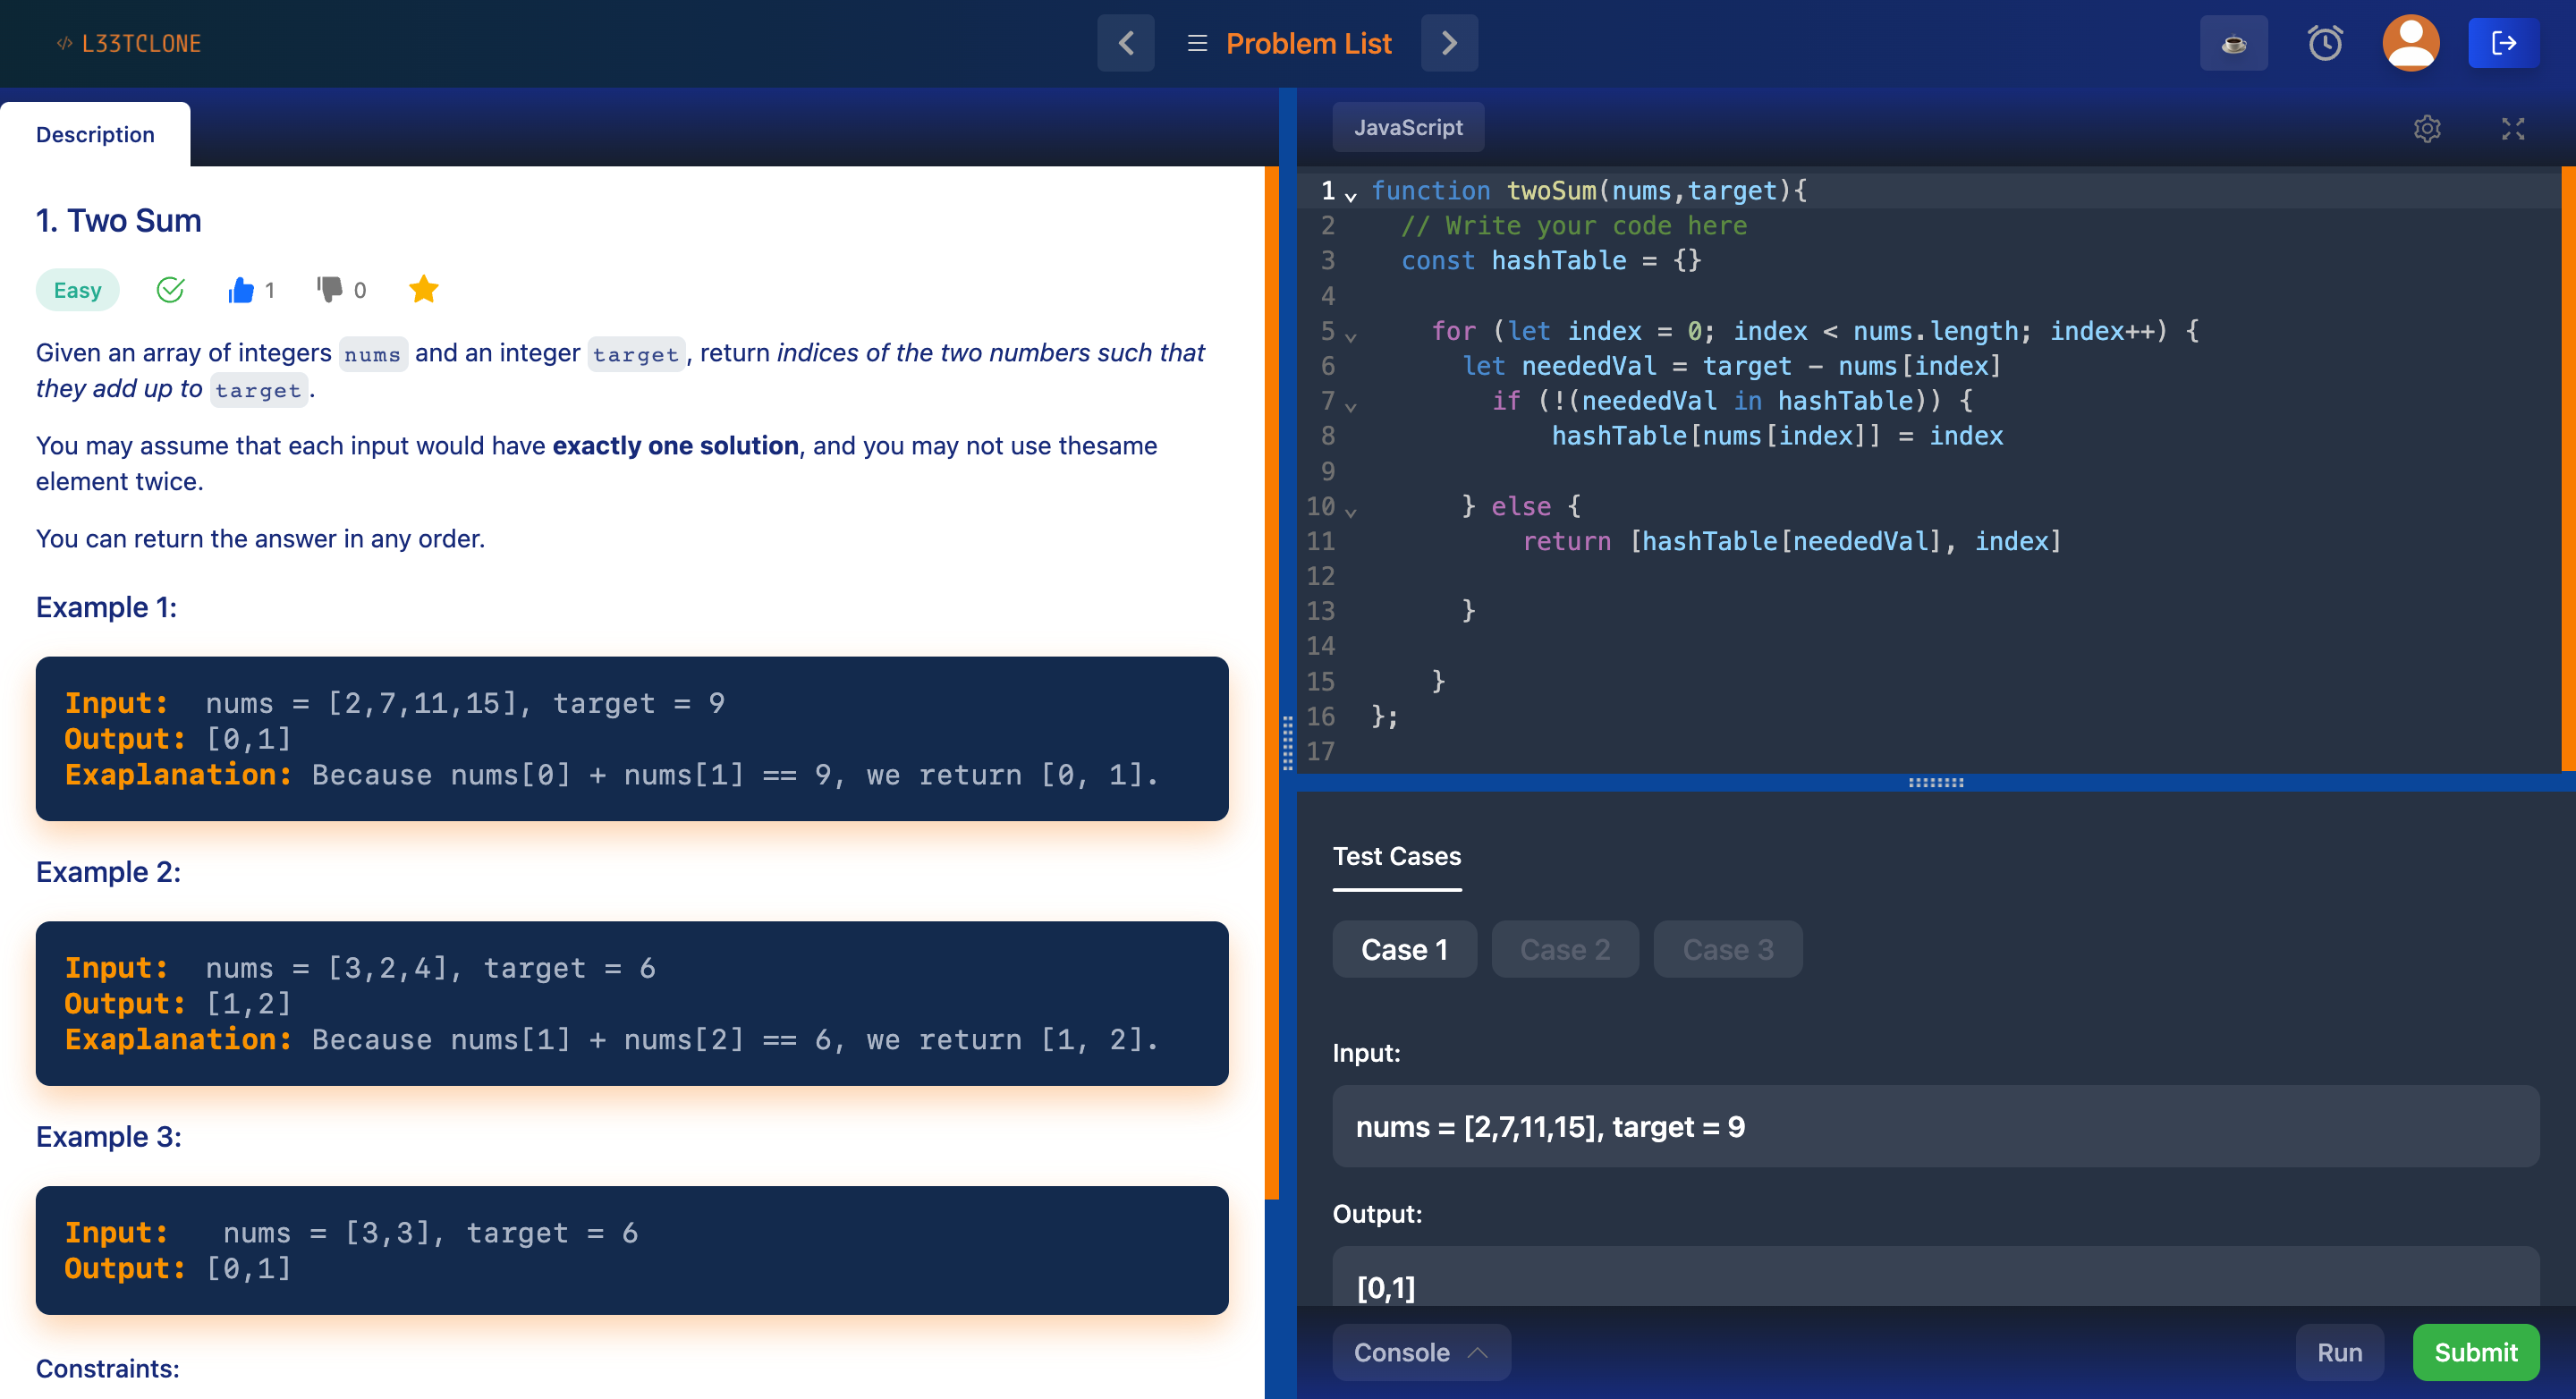 </> L33TCLONE
Problem List
Description
1. Two Sum
Easy
1
0
Given an array of integers nums and an integer target, return indices of the two numbers such that
they add up to target.
You may assume that each input would have exactly one solution, and you may not use thesame
element twice.
You can return the answer in any order.
Example 1:
Input: nums = [2,7,11,15], target = 9
Output: [0,1]
Exaplanation: Because nums[0] + nums[1] == 9, we return [0, 1].
Example 2:
Input: nums = [3,2,4], target = 6
Output: [1,2]
Exaplanation: Because nums[1] + nums[2] == 6, we return [1, 2].
Example 3:
Input: nums = [3,3], target = 6
Output: [0,1]
Constraints:
JavaScript
1 function twoSum(nums,target){
2 // Write your code here
3 const hashTable = {}
4
5 for (let index = 0; index < nums.length; index++) {
6 let neededVal = target - nums[index]
7 if (!(neededVal in hashTable)) {
8 hashTable[nums[index]] = index
9
10 } else {
11 return [hashTable[neededVal], index]
12
13 }
14
15 }
16 };
17
Test Cases
Case 1 Case 2 Case 3
Input:
nums = [2,7,11,15], target = 9
Output:
[0,1]
Console
Run
Submit